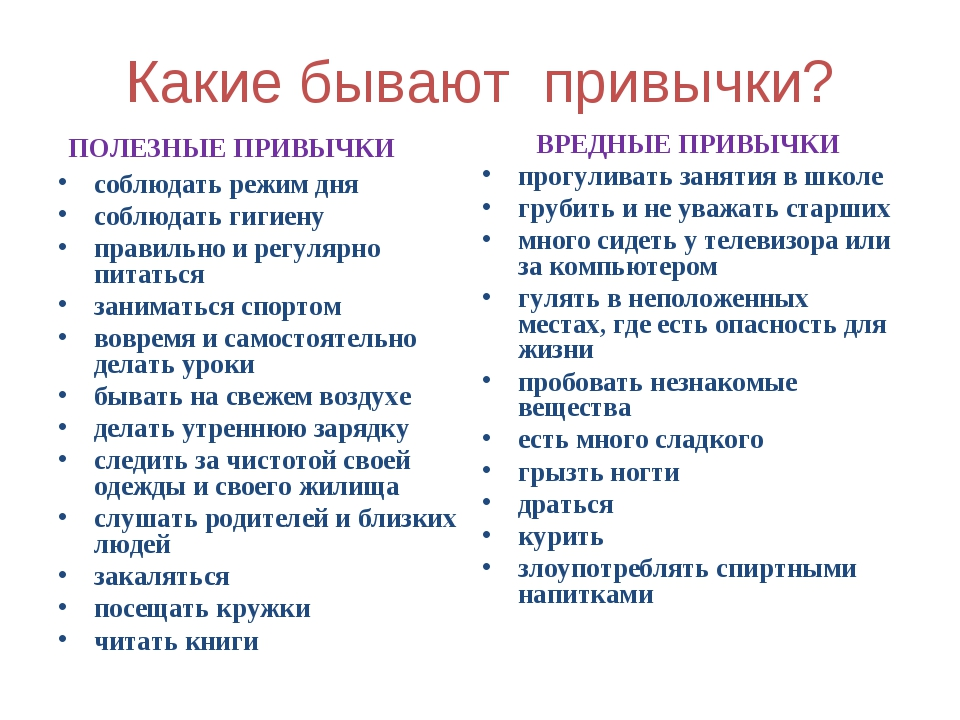 Какие бывают привычки?
ПОЛЕЗНЫЕ ПРИВЫЧКИ
• соблюдать режим дня
• соблюдать гигиену
• правильно и регулярно
питаться
• заниматься спортом
• вовремя и самостоятельно
делать уроки
• бывать на свежем воздухе
• делать утреннюю зарядку
• следить за чистотой своей
одежды и своего жилища
• слушать родителей и близких
людей
• закаляться
• посещать кружки
• читать книги
ВРЕДНЫЕ ПРИВЫЧКИ
• прогуливать занятия в школе
• грубить и не уважать старших
• много сидеть у телевизора или
за компьютером
• гулять в неположенных
местах, где есть опасность для
жизни
• пробовать незнакомые
вещества
• есть много сладкого
• грызть ногти
• драться
• курить
• злоупотреблять спиртными
напитками